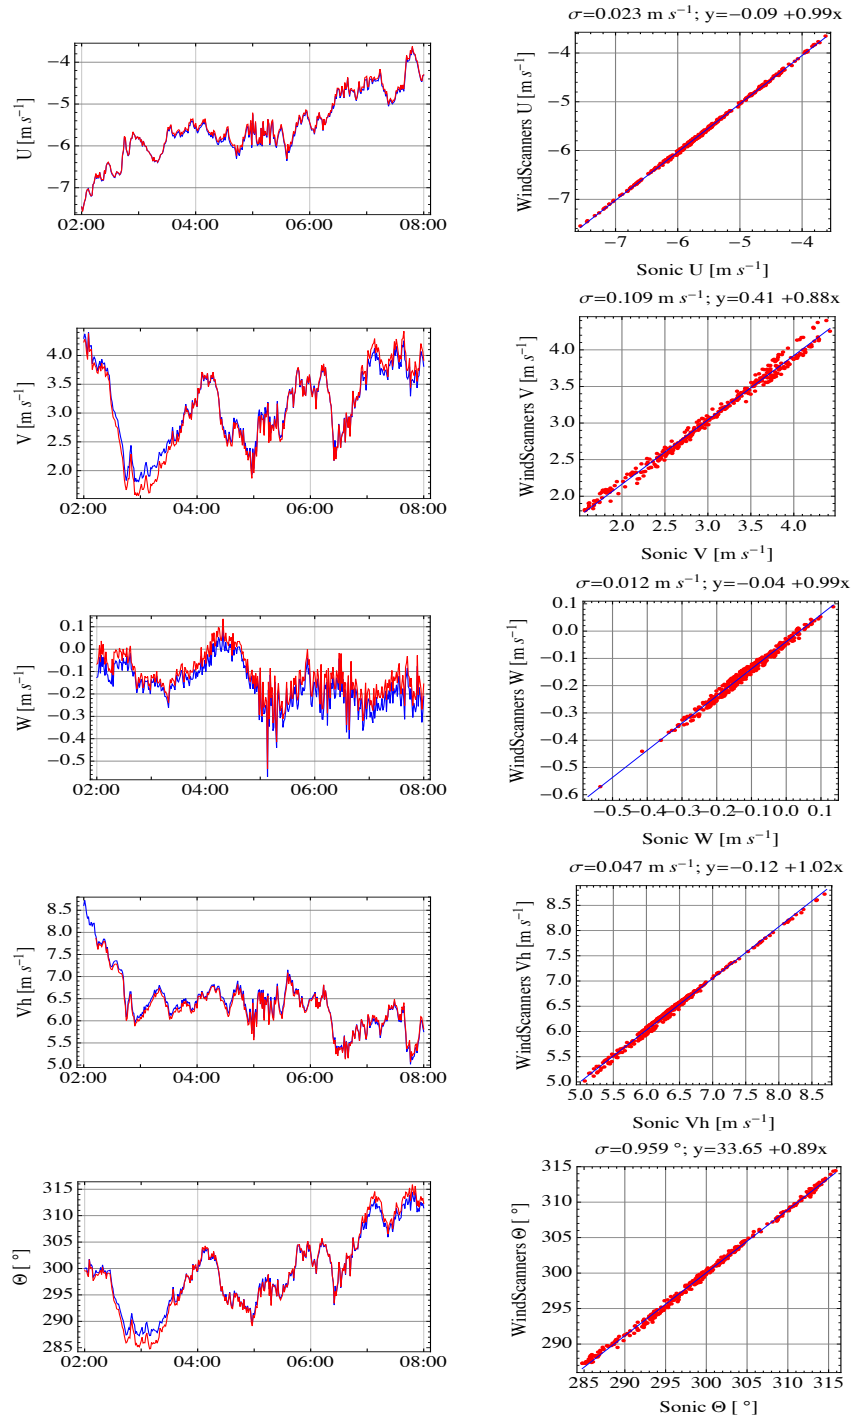 σ=0.023 m s⁻¹; y=−0.09 +0.99x
−4
−5
−6
−7
U [m s⁻¹]
02:00 04:00 06:00 08:00
−4
−5
−6
−7
WindScanners U [m s⁻¹]
−7 −6 −5 −4
Sonic U [m s⁻¹]
σ=0.109 m s⁻¹; y=0.41 +0.88x
4.0
3.5
3.0
2.5
2.0
V [m s⁻¹]
02:00 04:00 06:00 08:00
4.0
3.5
3.0
2.5
2.0
WindScanners V [m s⁻¹]
2.0 2.5 3.0 3.5 4.0
Sonic V [m s⁻¹]
σ=0.012 m s⁻¹; y=−0.04 +0.99x
0.1
0.0
−0.1
−0.2
−0.3
−0.4
−0.5
W [m s⁻¹]
02:00 04:00 06:00 08:00
0.1
0.0
−0.1
−0.2
−0.3
−0.4
−0.5
−0.6
WindScanners W [m s⁻¹]
−0.5 −0.4 −0.3 −0.2 −0.1 0.0 0.1
Sonic W [m s⁻¹]
σ=0.047 m s⁻¹; y=−0.12 +1.02x
8.5
8.0
7.5
7.0
6.5
6.0
5.5
5.0
Vh [m s⁻¹]
02:00 04:00 06:00 08:00
8.5
8.0
7.5
7.0
6.5
6.0
5.5
5.0
WindScanners Vh [m s⁻¹]
5.0 5.5 6.0 6.5 7.0 7.5 8.0 8.5
Sonic Vh [m s⁻¹]
σ=0.959 °; y=33.65 +0.89x
315
310
305
300
295
290
285
Θ [ °]
02:00 04:00 06:00 08:00
315
310
305
300
295
290
WindScanners Θ [ °]
285 290 295 300 305 310 315
Sonic Θ [ °]